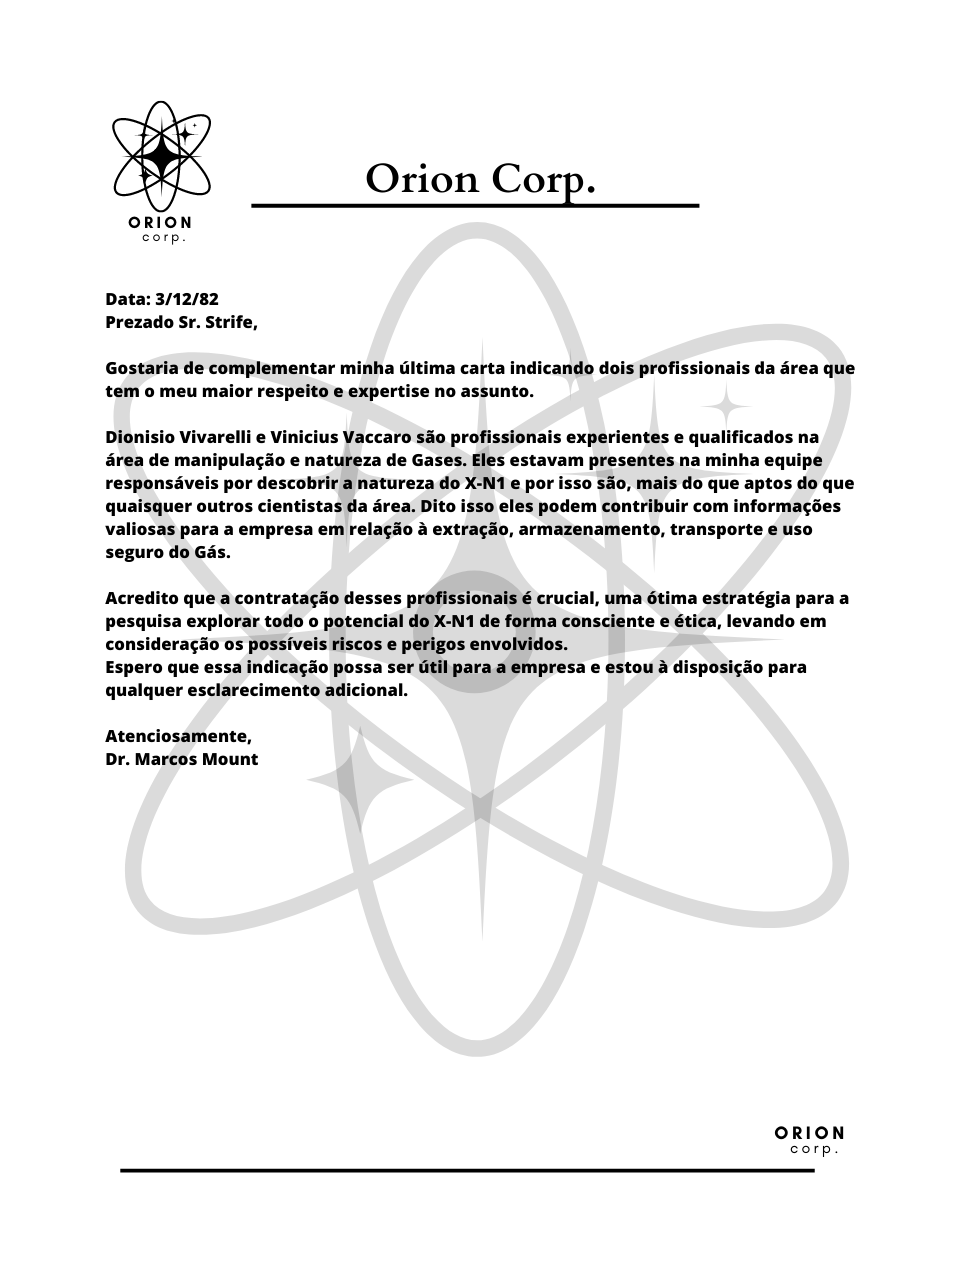 ORION
corp.
Orion Corp.
Data: 3/12/82
Prezado Sr. Strife,
Gostaria de complementar minha última carta indicando dois profissionais da área que
tem o meu maior respeito e expertise no assunto.
Dionisio Vivarelli e Vinicius Vaccaro são profissionais experientes e qualificados na
área de manipulação e natureza de Gases. Eles estavam presentes na minha equipe
responsáveis por descobrir a natureza do X-N1 e por isso são, mais do que aptos do que
quaisquer outros cientistas da área. Dito isso eles podem contribuir com informações
valiosas para a empresa em relação à extração, armazenamento, transporte e uso
seguro do Gás.
Acredito que a contratação desses profissionais é crucial, uma ótima estratégia para a
pesquisa explorar todo o potencial do X-N1 de forma consciente e ética, levando em
consideração os possíveis riscos e perigos envolvidos.
Espero que essa indicação possa ser útil para a empresa e estou à disposição para
qualquer esclarecimento adicional.
Atenciosamente,
Dr. Marcos Mount
ORION
corp.